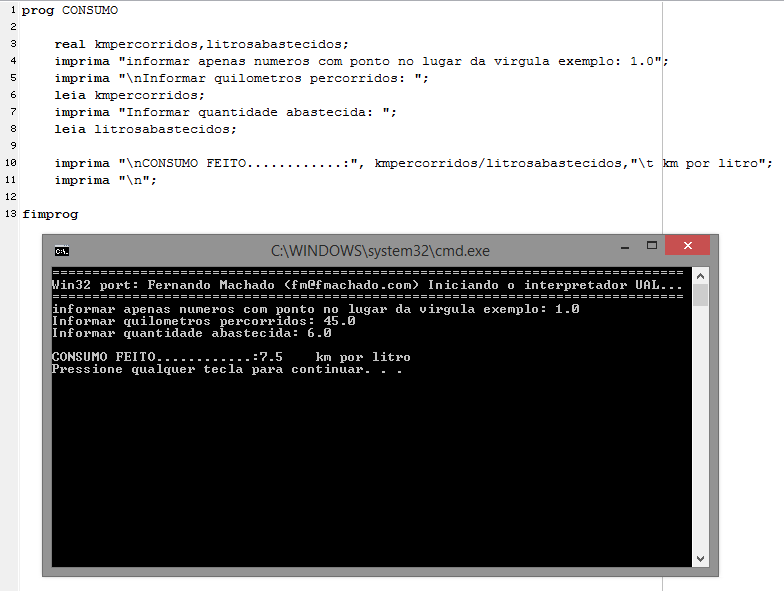 1 prog CONSUMO
2
3 real kmpercorridos,litrosabastecidos;
4 imprima "informar apenas numeros com ponto no lugar da virgula exemplo: 1.0";
5 imprima "\nInformar quilometros percorridos: ";
6 leia kmpercorridos;
7 imprima "Informar quantidade abastecida: ";
8 leia litrosabastecidos;
9
10 imprima "\nCONSUMO FEITO............:", kmpercorridos/litrosabastecidos,"\t km por litro";
11 imprima "\n";
12
13 fimprog
C:\WINDOWS\system32\cmd.exe
===============================================================================
Win32 port: Fernando Machado (fm@fmachado.com) Iniciando o interpretador UAL...
===============================================================================
informar apenas numeros com ponto no lugar da virgula exemplo: 1.0
Informar quilometros percorridos: 45.0
Informar quantidade abastecida: 6.0
CONSUMO FEITO............:7.5 km por litro
Pressione qualquer tecla para continuar. . .